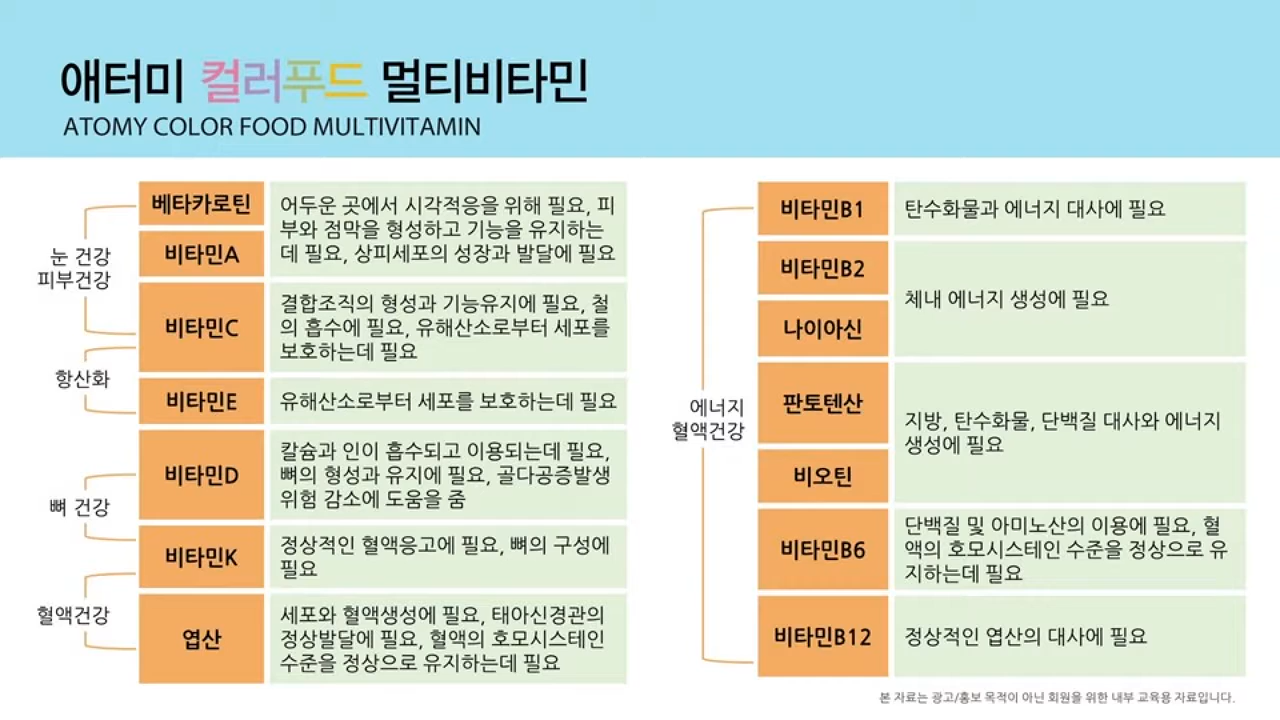 애터미 컬러푸드 멀티비타민
ATOMY COLOR FOOD MULTIVITAMIN
눈 건강
피부건강
항산화
뼈 건강
혈액건강
베타카로틴
비타민A
어두운 곳에서 시각적응을 위해 필요, 피
부와 점막을 형성하고 기능을 유지하는
데 필요, 상피세포의 성장과 발달에 필요
비타민C
결합조직의 형성과 기능유지에 필요, 철
의 흡수에 필요, 유해산소로부터 세포를
보호하는데 필요
비타민E
유해산소로부터 세포를 보호하는데 필요
비타민D
칼슘과 인이 흡수되고 이용되는데 필요,
뼈의 형성과 유지에 필요, 골다공증발생
위험 감소에 도움을 줌
비타민K
정상적인 혈액응고에 필요, 뼈의 구성에
필요
엽산
세포와 혈액생성에 필요, 태아신경관의
정상발달에 필요, 혈액의 호모시스테인
수준을 정상으로 유지하는데 필요
에너지
혈액건강
비타민B1
탄수화물과 에너지 대사에 필요
비타민B2
나이아신
체내 에너지 생성에 필요
판토텐산
비오틴
지방, 탄수화물, 단백질 대사와 에너지
생성에 필요
비타민B6
단백질 및 아미노산의 이용에 필요, 혈
액의 호모시스테인 수준을 정상으로 유
지하는데 필요
비타민B12
정상적인 엽산의 대사에 필요
본 자료는 광고/홍보 목적이 아닌 회원을 위한 내부 교육용 자료입니다.